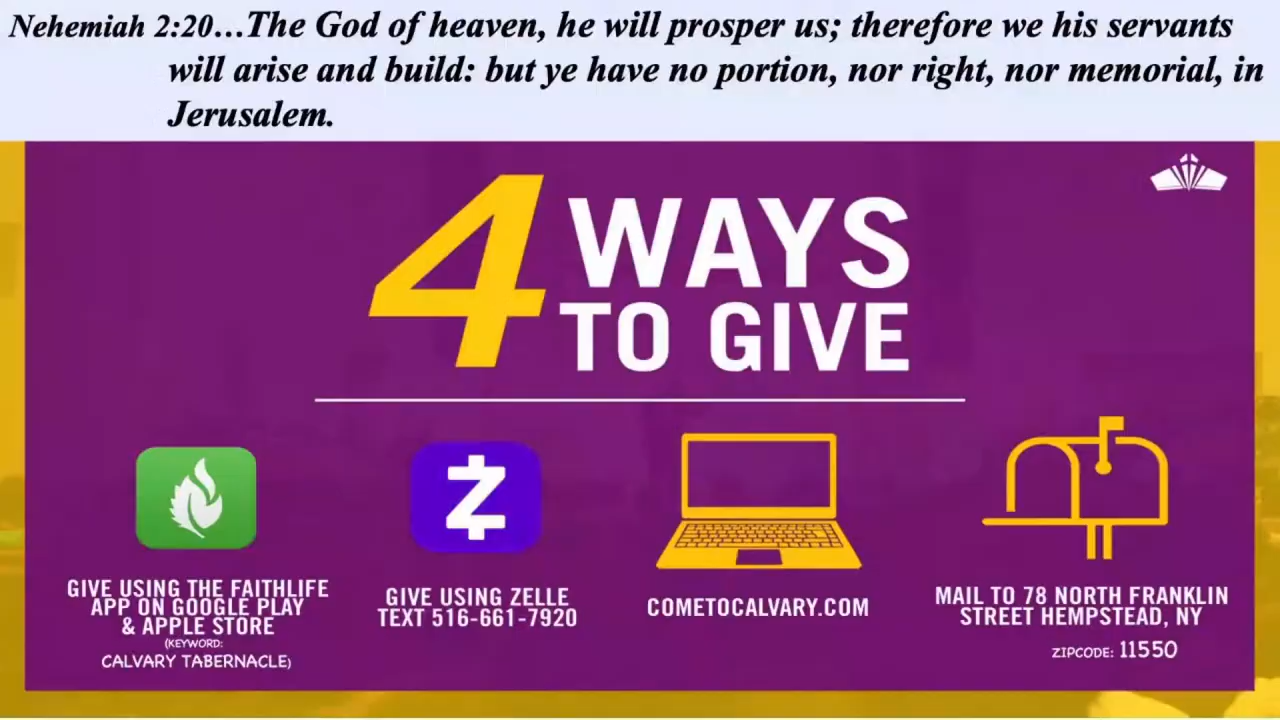 Nehemiah 2:20...The God of heaven, he will prosper us; therefore we his servants
will arise and build: but ye have no portion, nor right, nor memorial, in
Jerusalem.
4 WAYS
TO GIVE
GIVE USING THE FAITHLIFE
APP ON GOOGLE PLAY
& APPLE STORE
(KEYWORD:
CALVARY TABERNACLE)
GIVE USING ZELLE
TEXT 516-661-7920
COMETOCALVARY.COM
MAIL TO 78 NORTH FRANKLIN
STREET HEMPSTEAD, NY
ZIPCODE: 11550